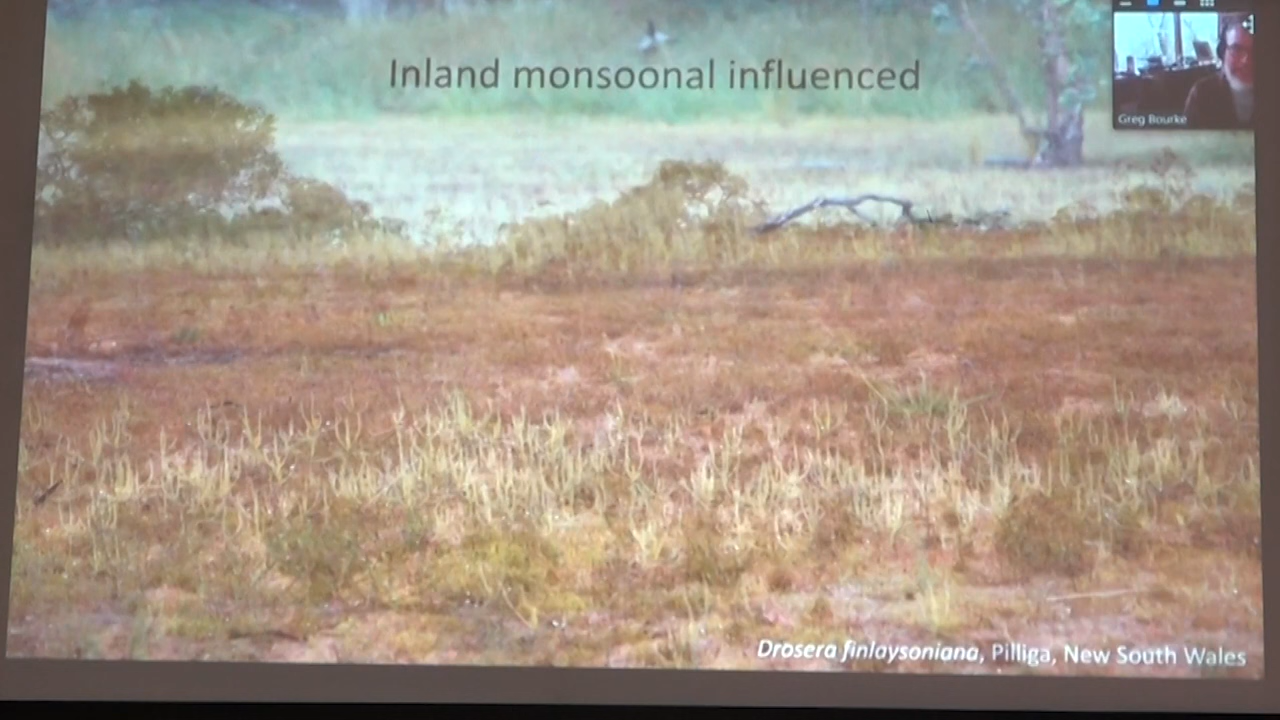 Inland monsoonal influenced
Greg Bourke
Drosera finlaysoniana, Pilliga, New South Wales